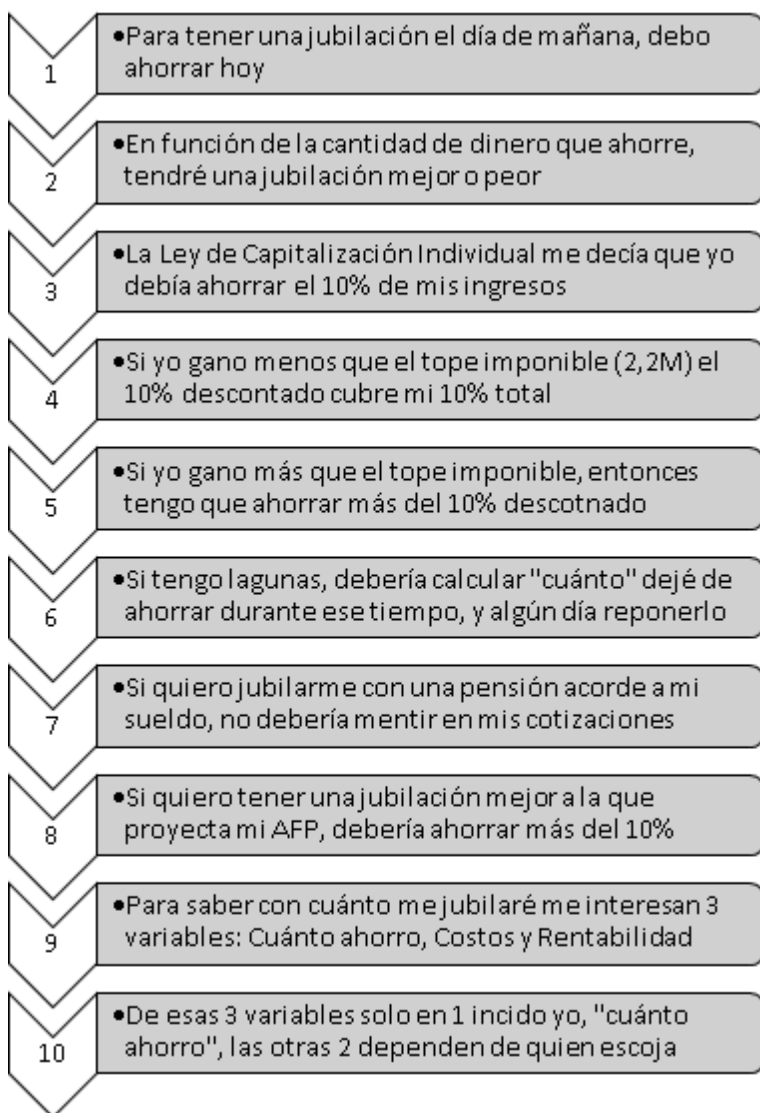 1
•Para tener una jubilación el día de mañana, debo
ahorrar hoy
2
•En función de la cantidad de dinero que ahorre,
tendré una jubilación mejor o peor
3
•La Ley de Capitalización Individual me decía que yo
debía ahorrar el 10% de mis ingresos
4
•Si yo gano menos que el tope imponible (2,2M) el
10% descontado cubre mi 10% total
5
•Si yo gano más que el tope imponible, entonces
tengo que ahorrar más del 10% descotnado
6
•Si tengo lagunas, debería calcular "cuánto" dejé de
ahorrar durante ese tiempo, y algún día reponerlo
7
•Si quiero jubilarme con una pensión acorde a mi
sueldo, no debería mentir en mis cotizaciones
8
•Si quiero tener una jubilación mejor a la que
proyecta mi AFP, debería ahorrar más del 10%
9
•Para saber con cuánto me jubilaré me interesan 3
variables: Cuánto ahorro, Costos y Rentabilidad
10
•De esas 3 variables solo en 1 incido yo, "cuánto
ahorro", las otras 2 dependen de quien escoja